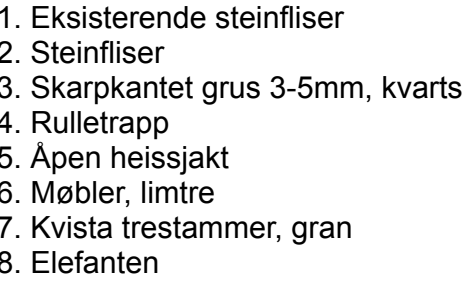 1. Eksisterende steinfliser
2. Steinfliser
3. Skarpkantet grus 3-5mm, kvarts
4. Rulletrapp
5. Åpen heissjakt
6. Møbler, limtre
7. Kvista trestammer, gran
8. Elefanten